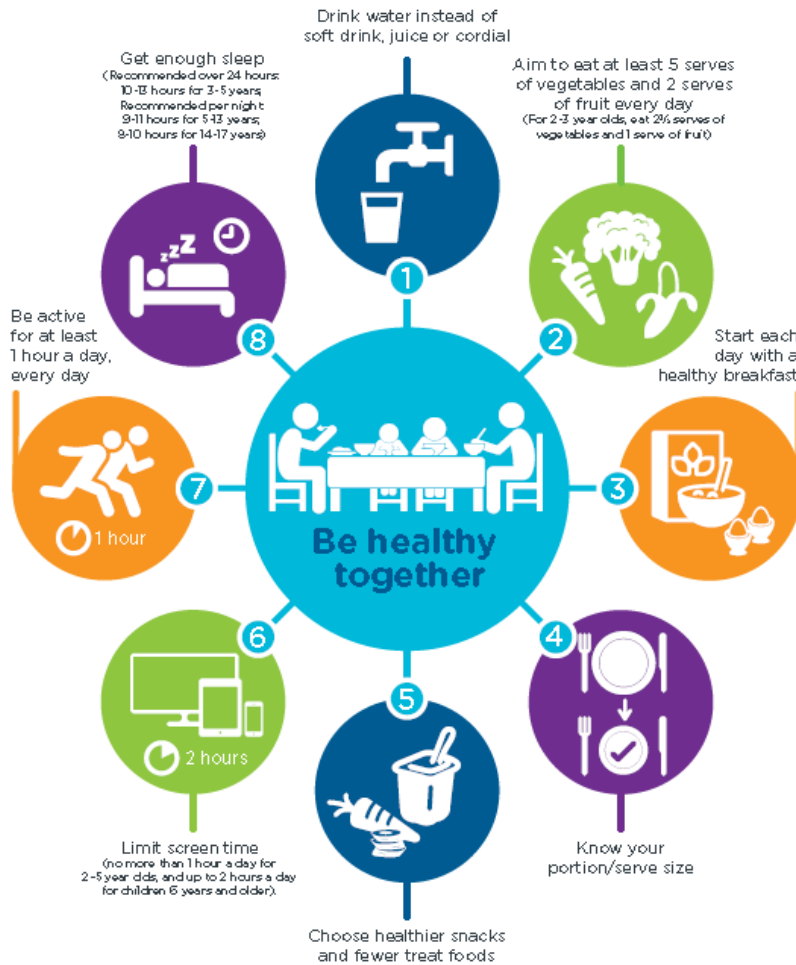 Drink water instead of
soft drink, juice or cordial
1
Aim to eat at least 5 serves
of vegetables and 2 serves
of fruit every day
(For 2-3 year olds, eat 2½ serves of
vegetables and 1 serve of fruit)
2
Start each
day with a
healthy breakfast
3
4
Know your
portion/serve size
5
Choose healthier snacks
and fewer treat foods
6
2 hours
Limit screen time
(no more than 1 hour a day for
2-5 year olds, and up to 2 hours a day
for children 6 years and older).
Be active
for at least
1 hour a day,
every day
7
1 hour
Get enough sleep
(Recommended over 24 hours:
10-13 hours for 3-5 years;
Recommended per night:
9-11 hours for 5-13 years;
8-10 hours for 14-17 years)
zzZ
8
Be healthy
together